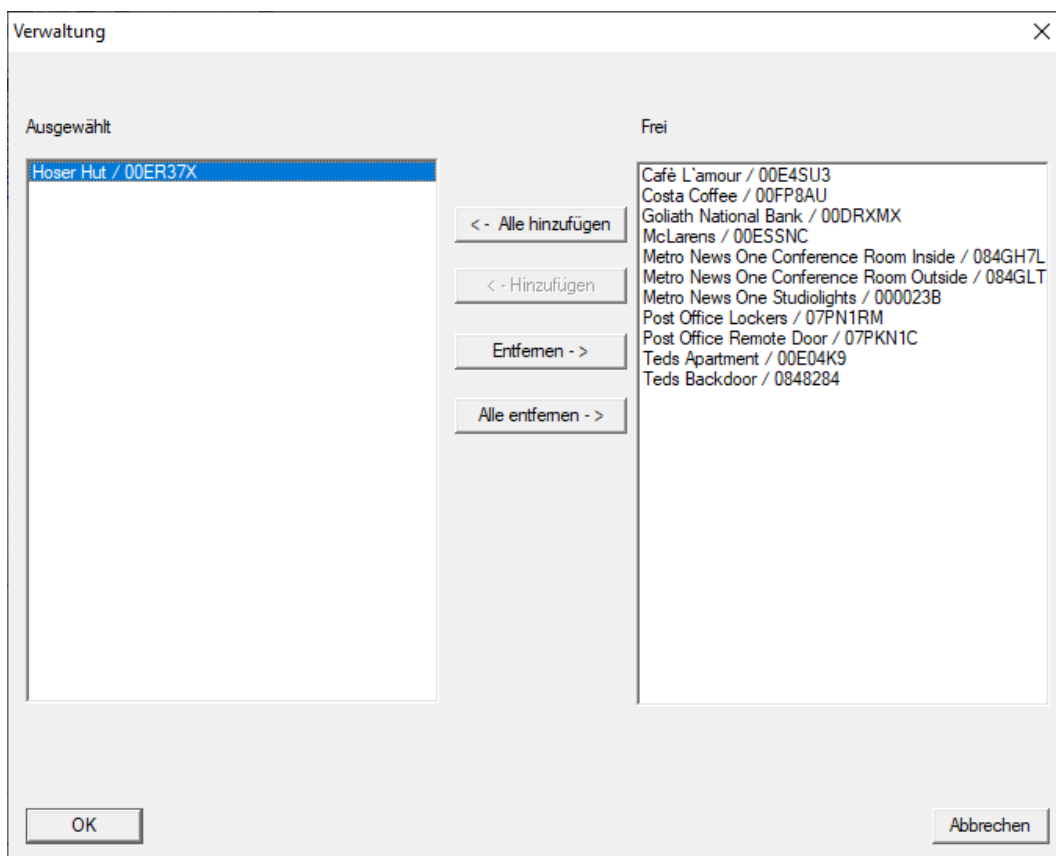 Verwaltung
Ausgewählt
Hoser Hut / 00ER37X
<- Alle hinzufügen
<- Hinzufügen
Entfernen ->
Alle entfernen ->
Frei
Cafè L'amour / 00E4SU3
Costa Coffee / 00FP8AU
Goliath National Bank / 00DRXMX
McLarens / 00ESSNC
Metro News One Conference Room Inside / 084GH7L
Metro News One Conference Room Outside / 084GLT
Metro News One Studiolights / 000023B
Post Office Lockers / 07PN1RM
Post Office Remote Door / 07PKN1C
Teds Apartment / 00E04K9
Teds Backdoor / 0848284
OK
Abbrechen